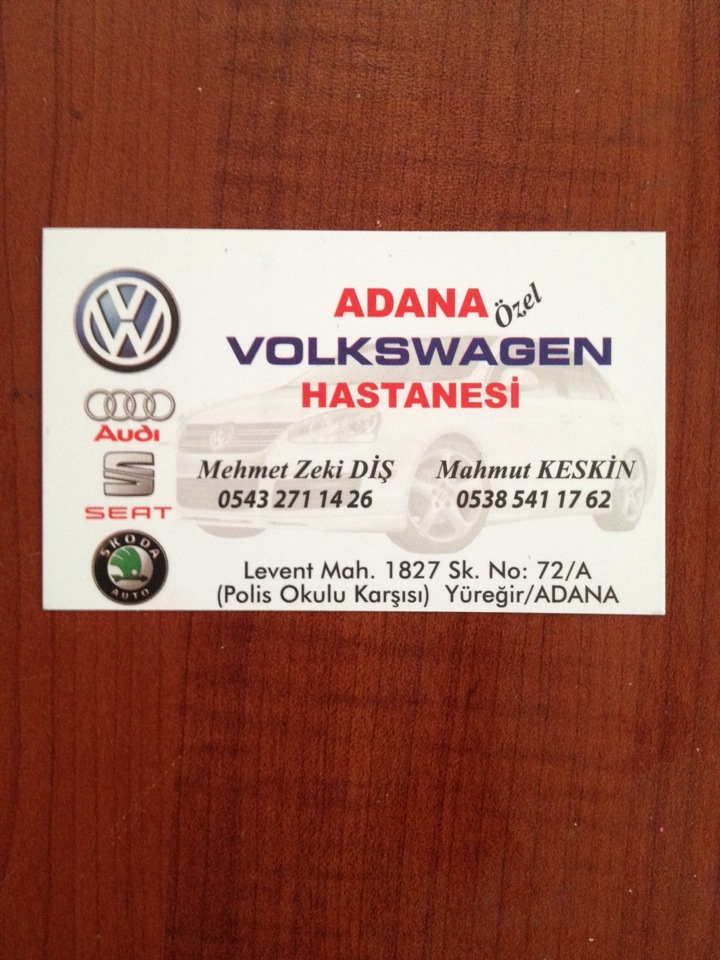 ADANA Özel
VOLKSWAGEN
HASTANESİ
Audi
SEAT
SKODA
AUTO
Mehmet Zeki DİŞ
0543 271 14 26
Mahmut KESKİN
0538 541 17 62
Levent Mah. 1827 Sk. No: 72/A
(Polis Okulu Karşısı) Yüreğir/ADANA